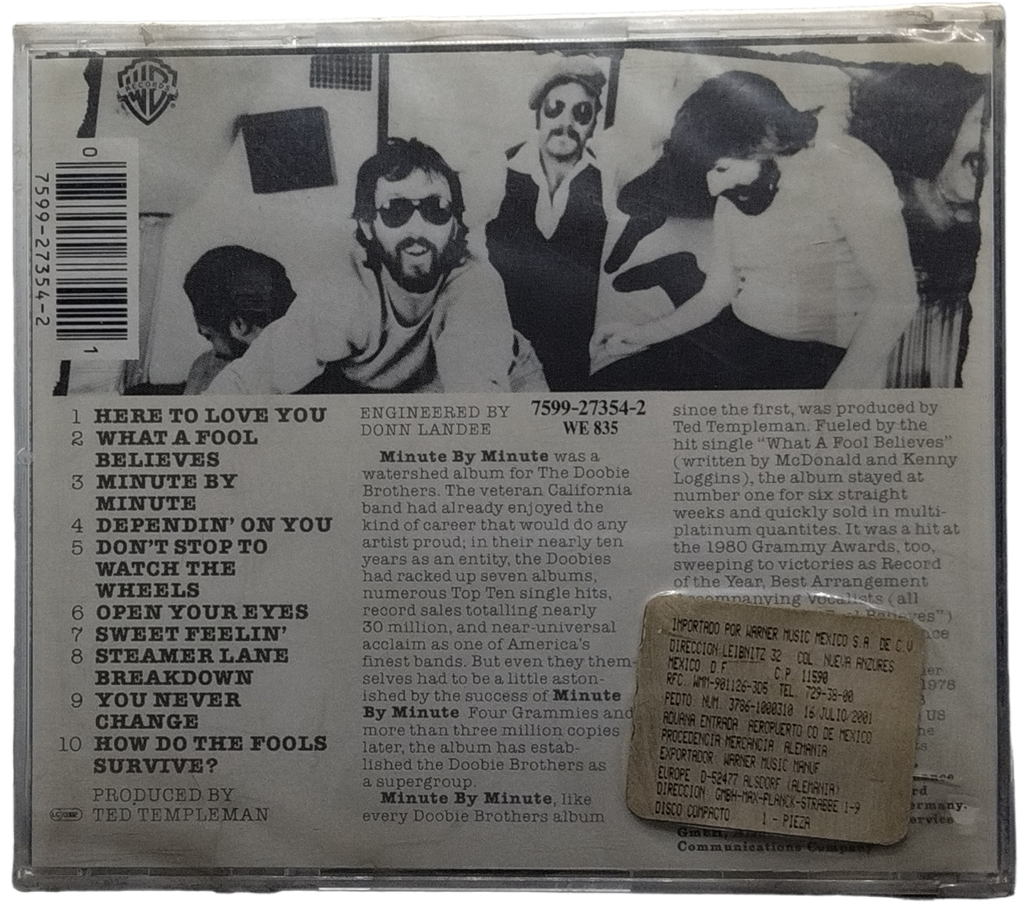 RECORDS
0
7599-27354-2
1
1 HERE TO LOVE YOU
2 WHAT A FOOL
BELIEVES
3 MINUTE BY
MINUTE
4 DEPENDIN' ON YOU
5 DON'T STOP TO
WATCH THE
WHEELS
6 OPEN YOUR EYES
7 SWEET FEELIN'
8 STEAMER LANE
BREAKDOWN
9 YOU NEVER
CHANGE
10 HOW DO THE FOOLS
SURVIVE?
PRODUCED BY
TED TEMPLEMAN
ENGINEERED BY
DONN LANDEE
7599-27354-2
WE 835
Minute By Minute was a
watershed album for The Doobie
Brothers. The veteran California
band had already enjoyed the
kind of career that would do any
artist proud; in their nearly ten
years as an entity, the Doobies
had racked up seven albums,
numerous Top Ten single hits,
record sales totalling nearly
30 million, and near-universal
acclaim as one of America's
finest bands. But even they them-
selves had to be a little aston-
ished by the success of Minute
By Minute Four Grammies and
more than three million copies
later, the album has estab-
lished the Doobie Brothers as
a supergroup.
Minute By Minute, like
every Doobie Brothers album
since the first, was produced by
Ted Templeman. Fueled by the
hit single "What A Fool Believes"
(written by McDonald and Kenny
Loggins), the album stayed at
number one for six straight
weeks and quickly sold in multi-
platinum quantites. It was a hit at
the 1980 Grammy Awards, too,
sweeping to victories as Record
of the Year, Best Arrangement
Vocalists (all
1978
US
Communications Company
IMPORTADO POR WARNER MUSIC MEXICO S.A. DE C.V
DIRECCION LEIBNITZ 32 COL NUEVA ANZURES
MEXICO D.F C.P. 11590
RFC. WMM-901126-3D5 TEL. 729-38-00
PEDTO NUM. 3786-1000310 16/JULIO/2001
ADUANA ENTRADA AEROPUERTO CD DE MEXICO
PROCEDENCIA MERCANCIA ALEMANIA
EXPORTADOR WARNER MUSIC MANUF
EUROPE D-52477 ALSDORF (ALEMANIA)
DIRECCION GMBH-MAX-PLANCK-STRABBE 1-9
DISCO COMPACTO 1 - PIEZA